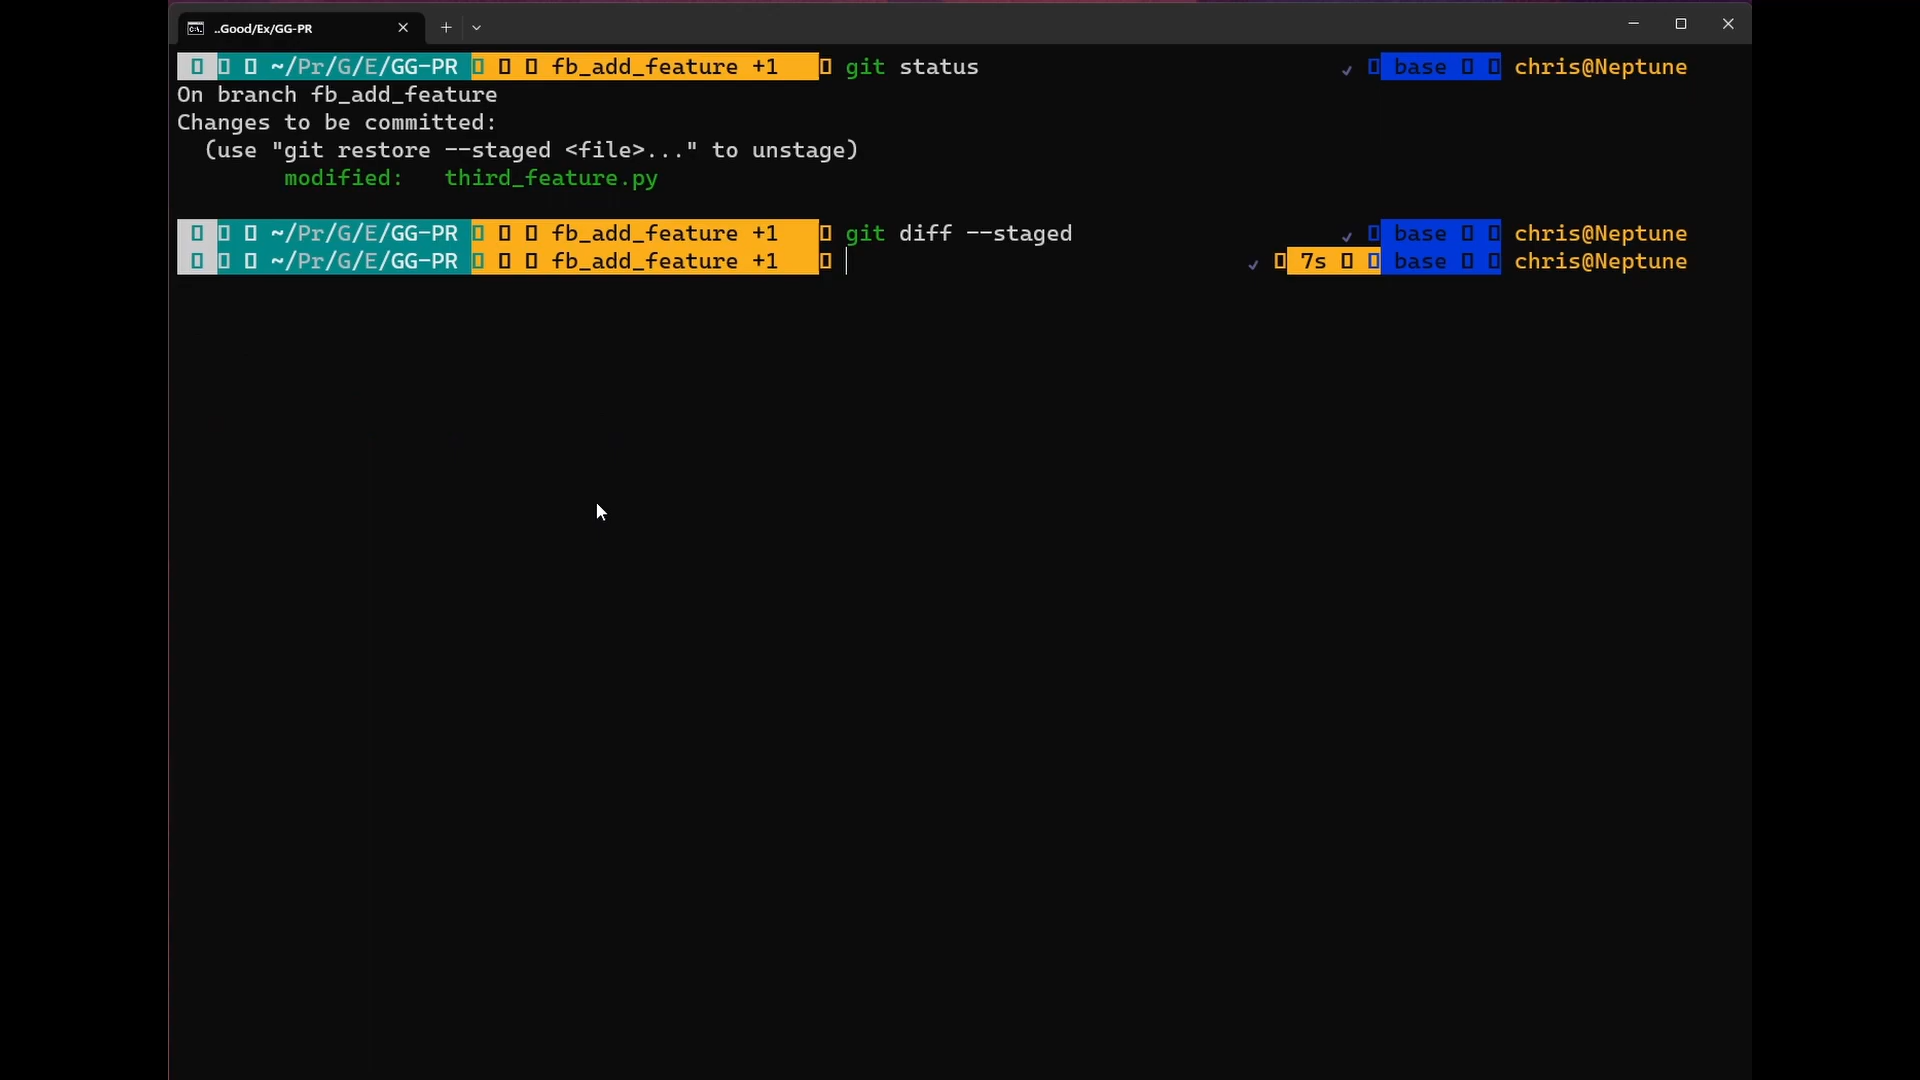 ..Good/Ex/GG-PR
~/Pr/G/E/GG-PR fb_add_feature +1 git status ✓ base chris@Neptune
On branch fb_add_feature
Changes to be committed:
(use "git restore --staged <file>..." to unstage)
modified: third_feature.py
~/Pr/G/E/GG-PR fb_add_feature +1 git diff --staged ✓ base chris@Neptune
~/Pr/G/E/GG-PR fb_add_feature +1 ✓ 7s base chris@Neptune